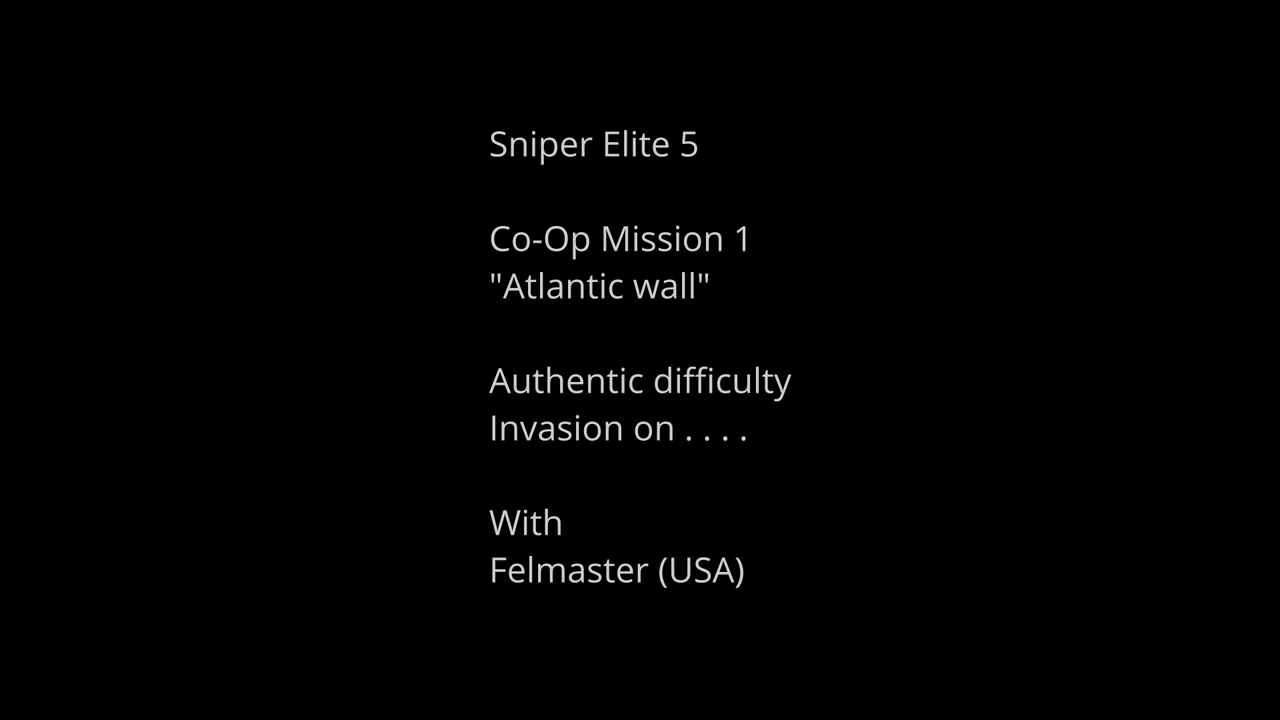 Sniper Elite 5
Co-Op Mission 1
"Atlantic wall"
Authentic difficulty
Invasion on . . . .
With
Felmaster (USA)